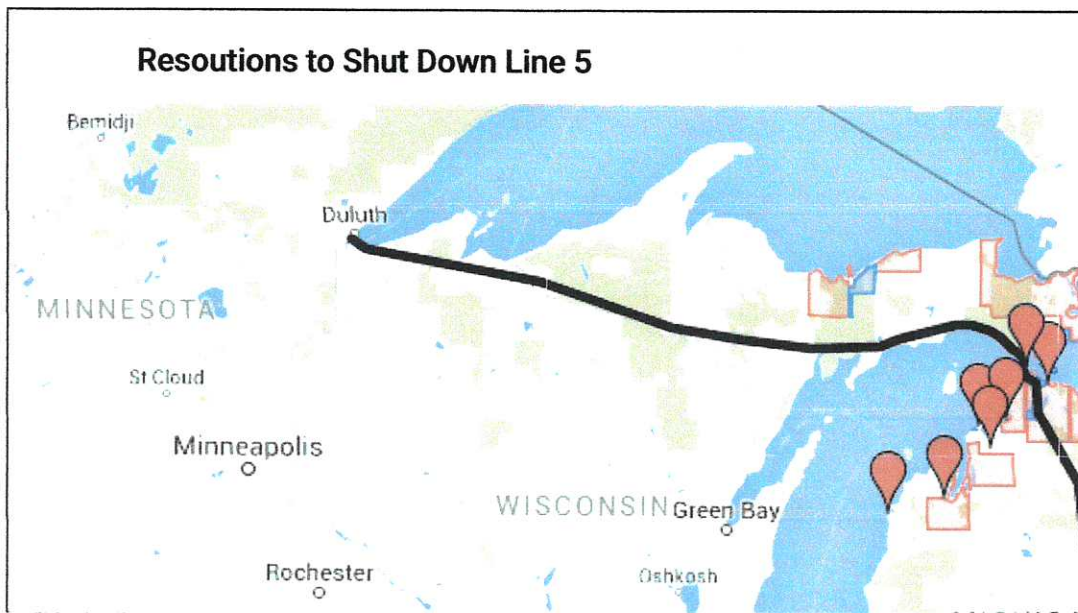 Resoutions to Shut Down Line 5
Bemidji
Duluth
MINNESOTA
St Cloud
Minneapolis
WISCONSIN
Green Bay
Rochester
Oshkosh